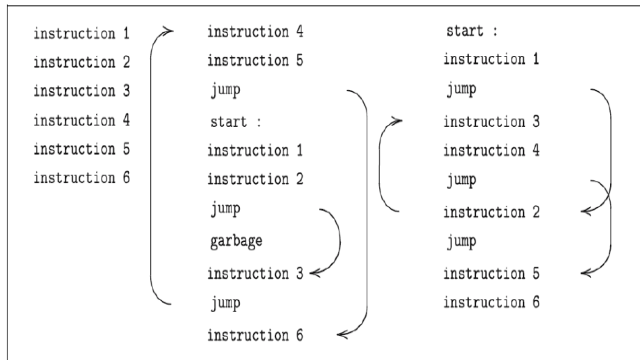 instruction 1
instruction 2
instruction 3
instruction 4
instruction 5
instruction 6
instruction 4
instruction 5
jump
start :
instruction 1
instruction 2
jump
garbage
instruction 3
jump
instruction 6
start :
instruction 1
jump
instruction 3
instruction 4
jump
instruction 2
jump
instruction 5
instruction 6